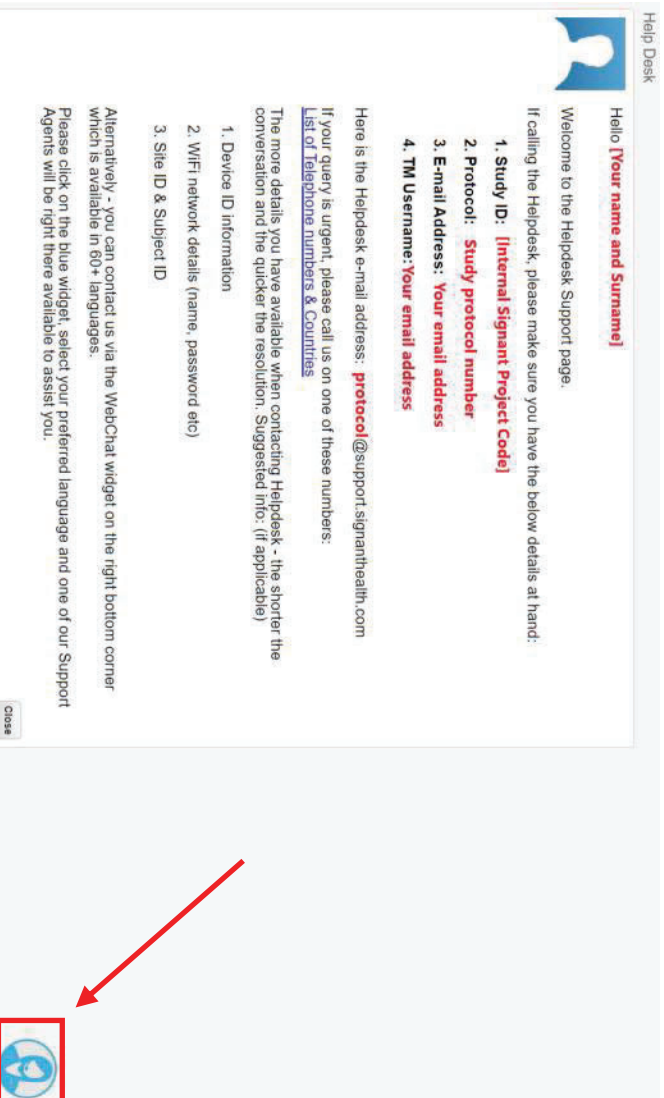 Help Desk
Hello [Your name and Surname]
Welcome to the Helpdesk Support page.
If calling the Helpdesk, please make sure you have the below details at hand:
1. Study ID: [Internal Signant Project Code]
2. Protocol: Study protocol number
3. E-mail Address: Your email address
4. TM Username: Your email address
Here is the Helpdesk e-mail address: protocol@support.signanthealth.com
If your query is urgent, please call us on one of these numbers:
List of Telephone numbers & Countries
The more details you have available when contacting Helpdesk - the shorter the
conversation and the quicker the resolution. Suggested info: (if applicable)
1. Device ID information
2. WiFi network details (name, password etc)
3. Site ID & Subject ID
Alternatively - you can contact us via the WebChat widget on the right bottom corner
which is available in 60+ languages.
Please click on the blue widget, select your preferred language and one of our Support
Agents will be right there available to assist you.
Close